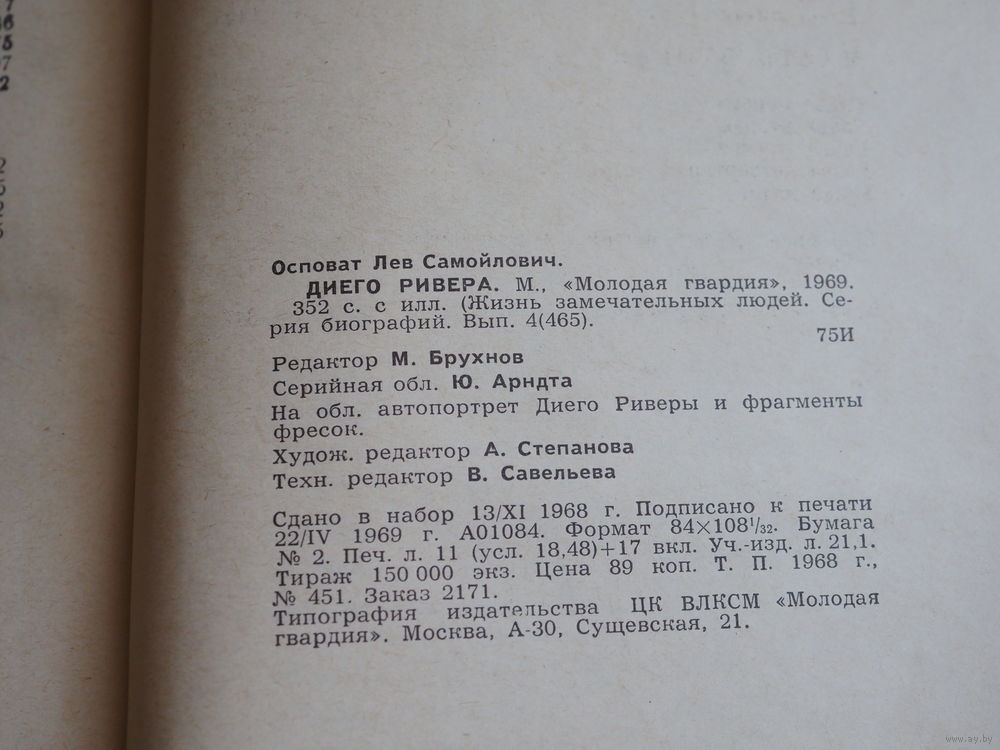 Осповат Лев Самойлович.
ДИЕГО РИВЕРА. М., «Молодая гвардия», 1969.
352 с. с илл. (Жизнь замечательных людей. Се-
рия биографий. Вып. 4(465).
75И
Редактор М. Брухнов
Серийная обл. Ю. Арндта
На обл. автопортрет Диего Риверы и фрагменты
фресок.
Худож. редактор А. Степанова
Техн. редактор В. Савельева
Сдано в набор 13/XI 1968 г. Подписано к печати
22/IV 1969 г. А01084. Формат 84×108¹/₃₂. Бумага
№ 2. Печ. л. 11 (усл. 18,48)+17 вкл. Уч.-изд. л. 21,1.
Тираж 150 000 экз. Цена 89 коп. Т. П. 1968 г.,
№ 451. Заказ 2171.
Типография издательства ЦК ВЛКСМ «Молодая
гвардия». Москва, А-30, Сущевская, 21.
www.ay.by